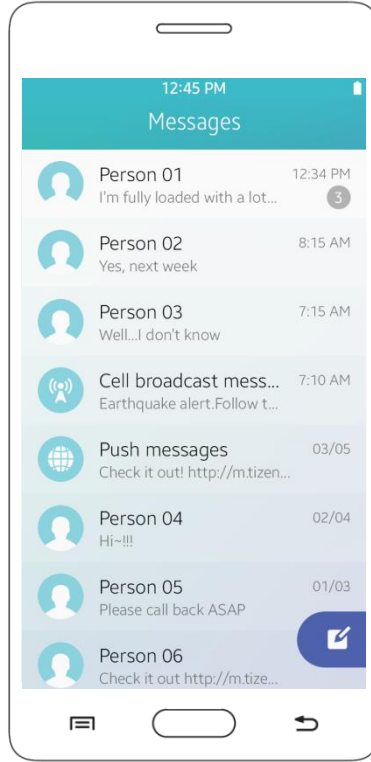 12:45 PM
Messages
Person 01 12:34 PM
I'm fully loaded with a lot... 3
Person 02 8:15 AM
Yes, next week
Person 03 7:15 AM
Well...I don't know
Cell broadcast mess... 7:10 AM
Earthquake alert.Follow t...
Push messages 03/05
Check it out! http://m.tizen...
Person 04 02/04
Hi~!!!
Person 05 01/03
Please call back ASAP
Person 06
Check it out http://m.tize...